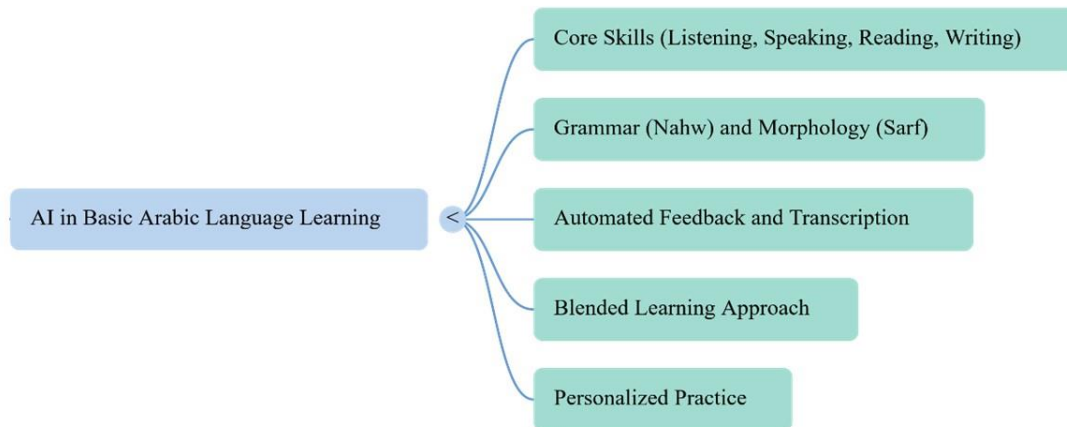 Core Skills (Listening, Speaking, Reading, Writing)
Grammar (Nahw) and Morphology (Sarf)
AI in Basic Arabic Language Learning
<
Automated Feedback and Transcription
Blended Learning Approach
Personalized Practice